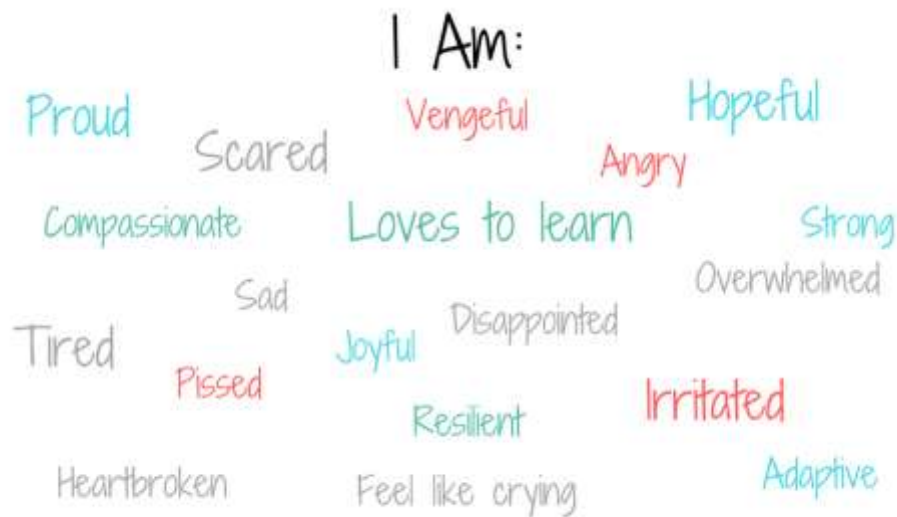 I Am:
Proud
Vengeful
Hopeful
Scared
Angry
Compassionate
Loves to learn
Strong
Sad
Overwhelmed
Disappointed
Tired
Joyful
Pissed
Resilient
Irritated
Heartbroken
Feel like crying
Adaptive